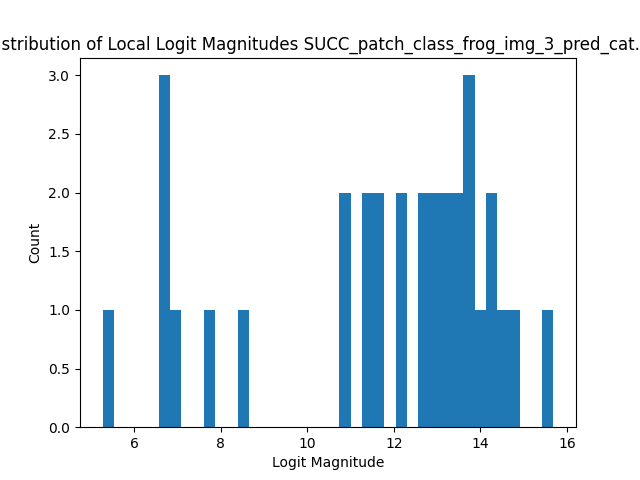 stribution of Local Logit Magnitudes SUCC_patch_class_frog_img_3_pred_cat.
3.0
2.5
2.0
1.5
1.0
0.5
0.0
Count
6 8 10 12 14 16
Logit Magnitude